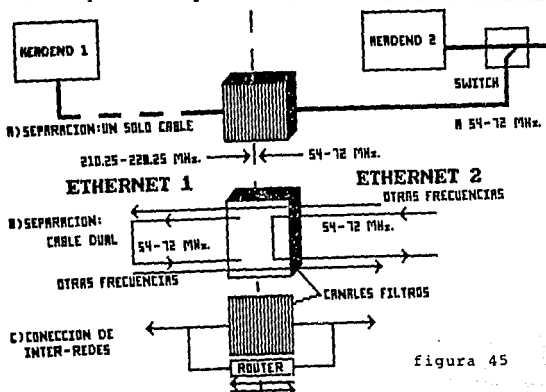 HEADEND 1
HEADEND 2
SWITCH
A) SEPARACION: UN SOLO CABLE
A 54-72 MHz.
210.25-228.25 MHz.
54-72 MHz.
ETHERNET 1
ETHERNET 2
OTRAS FRECUENCIAS
B) SEPARACION:
CABLE DUAL
54-72 MHz.
54-72 MHz.
OTRAS FRECUENCIAS
CANALES FILTROS
C) CONECCION DE
INTER-REDES
ROUTER
figura 45